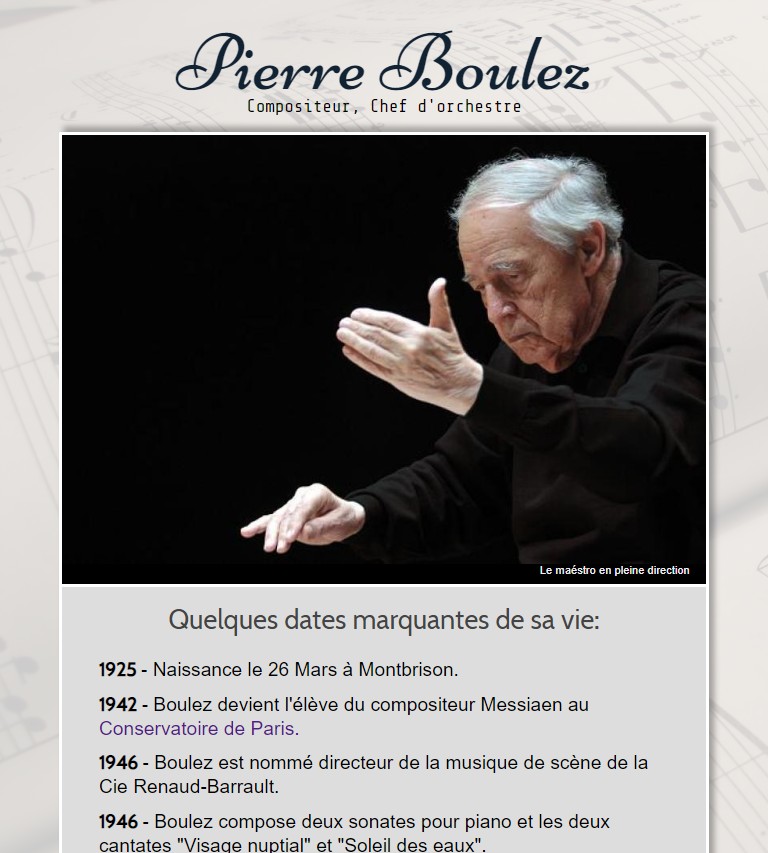 Pierre Boulez
Compositeur, Chef d'orchestre
Le maéstro en pleine direction
Quelques dates marquantes de sa vie:
1925 - Naissance le 26 Mars à Montbrison.
1942 - Boulez devient l'élève du compositeur Messiaen au
Conservatoire de Paris.
1946 - Boulez est nommé directeur de la musique de scène de la
Cie Renaud-Barrault.
1946 - Boulez compose deux sonates pour piano et les deux
cantates "Visage nuptial" et "Soleil des eaux".